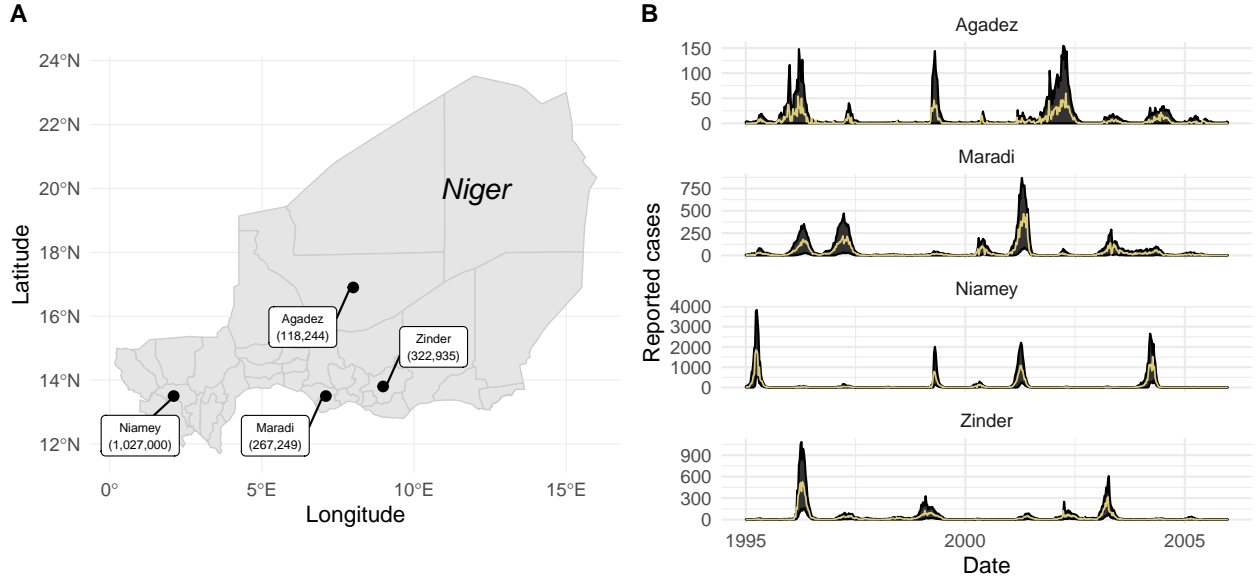 A
24°N
22°N
20°N
18°N
16°N
14°N
12°N
Latitude
Niger
Agadez
(118,244)
Zinder
(322,935)
Niamey
(1,027,000)
Maradi
(267,249)
0°
5°E
10°E
15°E
Longitude
B
Reported cases
Agadez
150
100
50
0
Maradi
750
500
250
0
Niamey
4000
3000
2000
1000
0
Zinder
900
600
300
0
1995
2000
2005
Date